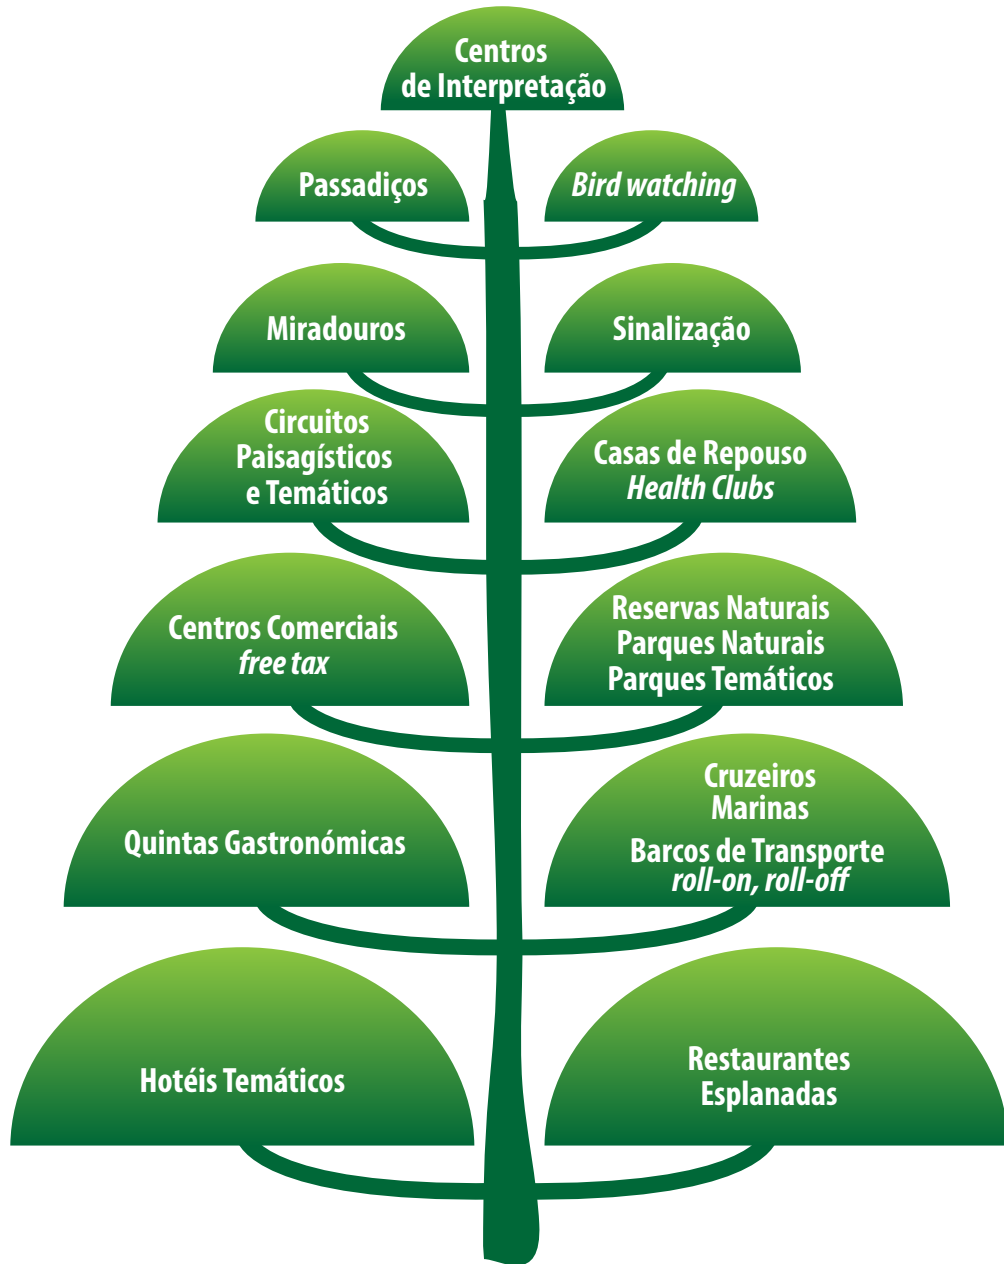 Centros
de Interpretação
Passadiços
Bird watching
Miradouros
Sinalização
Circuitos
Paisagísticos
e Temáticos
Casas de Repouso
Health Clubs
Centros Comerciais
free tax
Reservas Naturais
Parques Naturais
Parques Temáticos
Quintas Gastronómicas
Cruzeiros
Marinas
Barcos de Transporte
roll-on, roll-off
Hotéis Temáticos
Restaurantes
Esplanadas